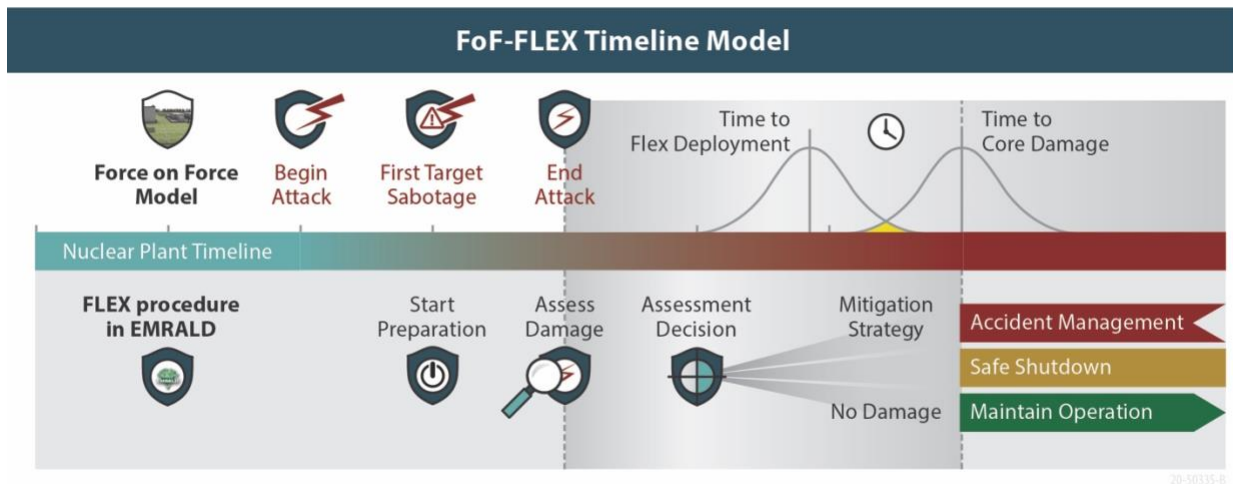 FoF-FLEX Timeline Model
Force on Force
Model
Begin
Attack
First Target
Sabotage
End
Attack
Time to
Flex Deployment
Time to
Core Damage
Nuclear Plant Timeline
FLEX procedure
in EMRALD
Start
Preparation
Assess
Damage
Assessment
Decision
Mitigation
Strategy
No Damage
Accident Management
Safe Shutdown
Maintain Operation
20-50335-B